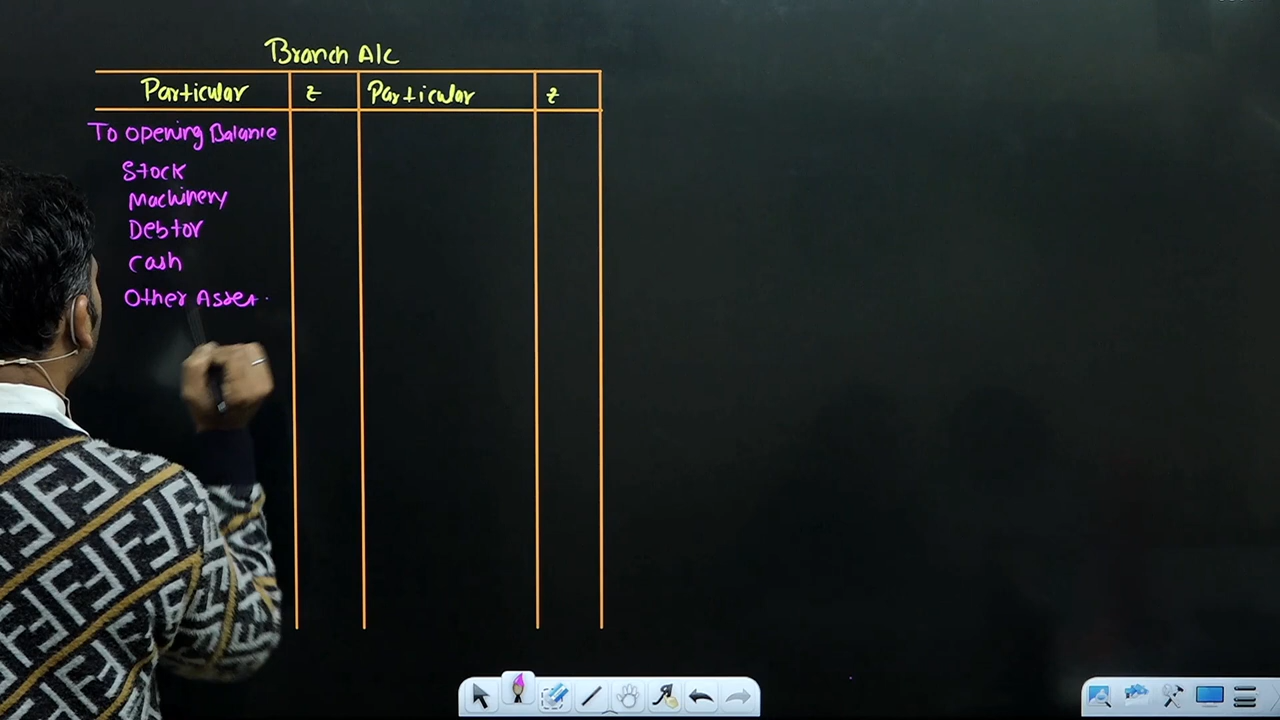 Branch A/c
Particular ₹ Particular ₹
To opening Balance
Stock
Machinery
Debtor
Cash
Other Asset